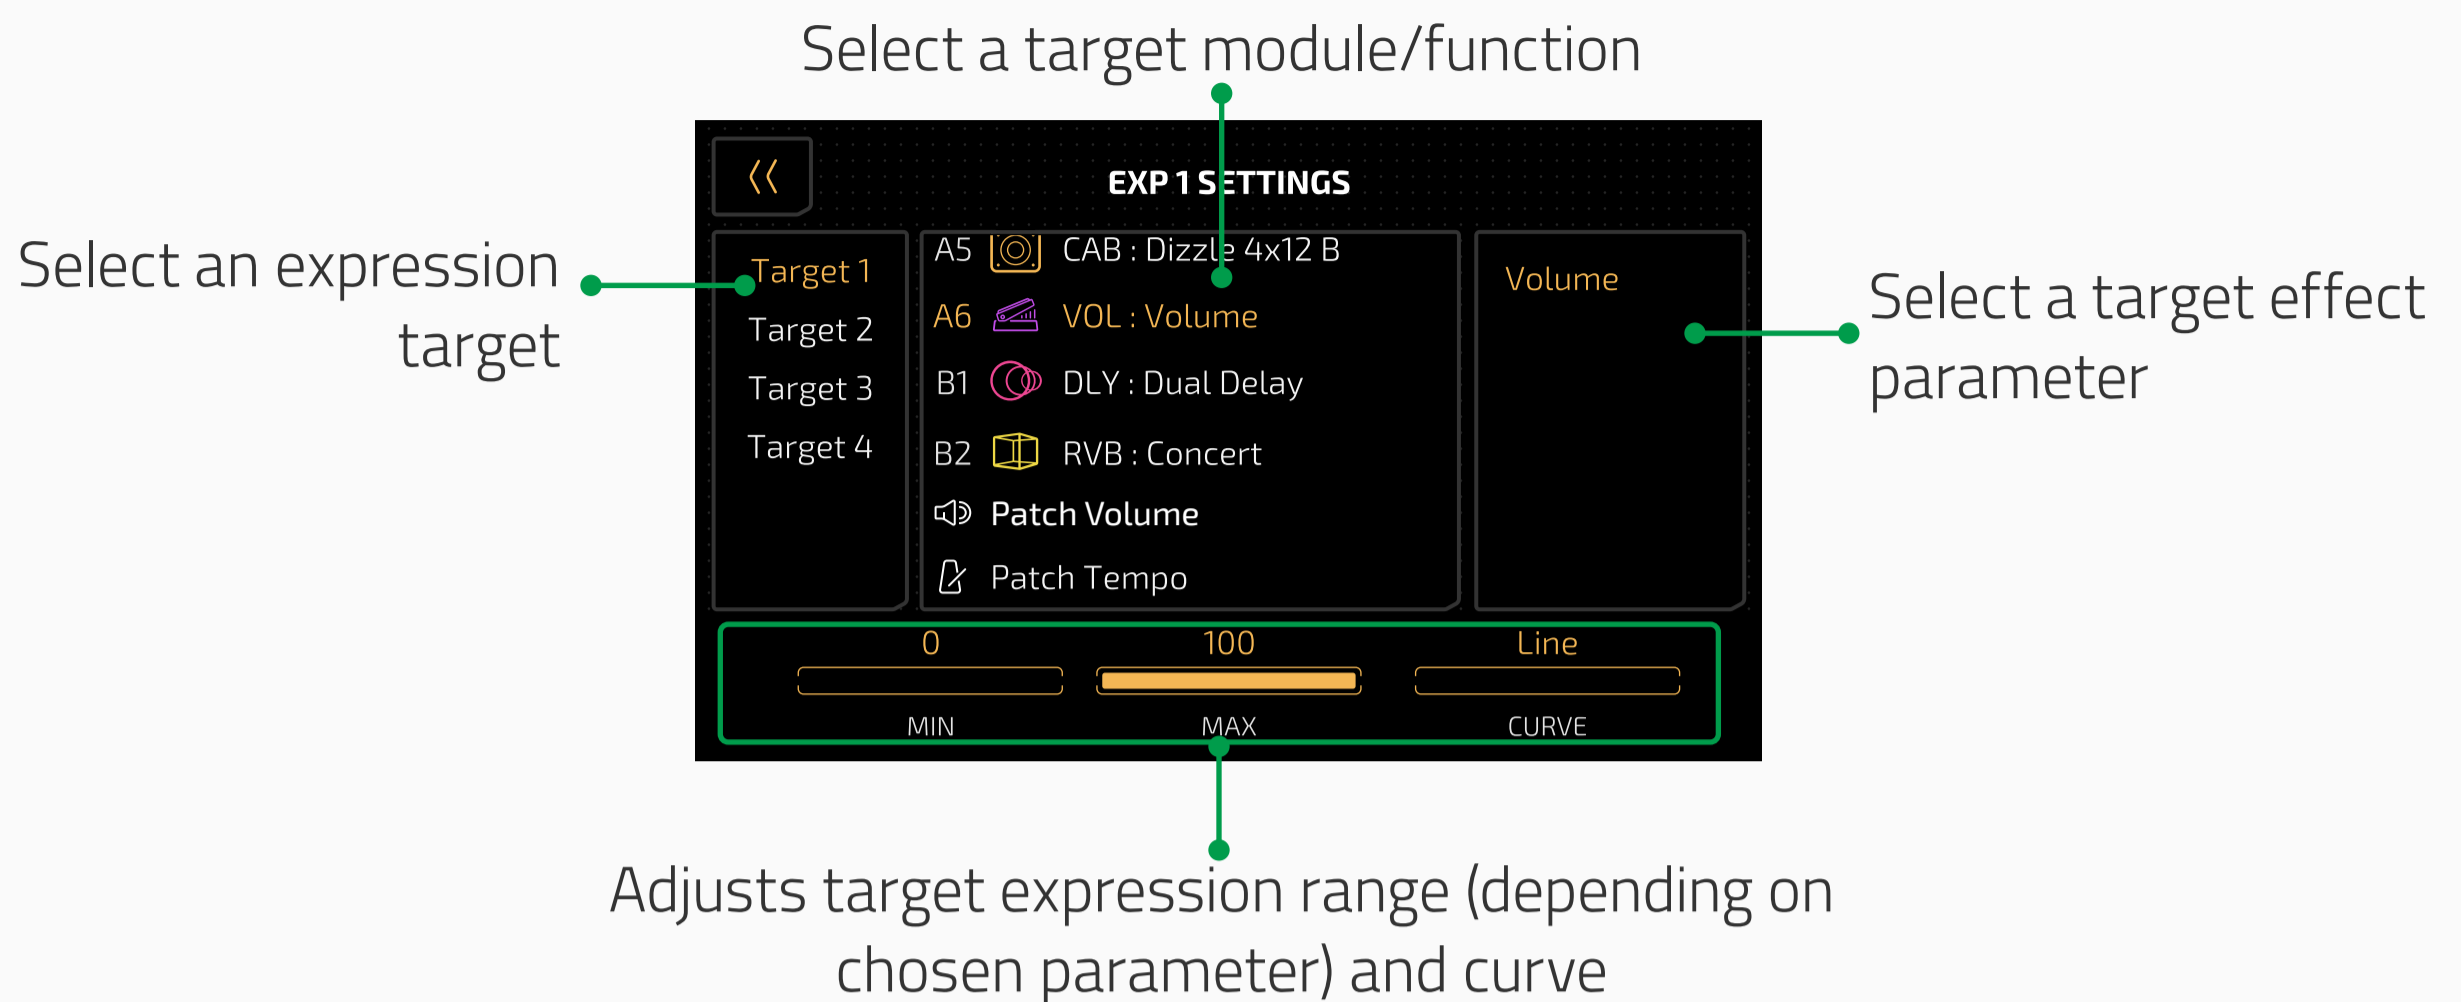 Select a target module/function
EXP 1 SETTINGS
Select an expression
target
Target 1
Target 2
Target 3
Target 4
A5 CAB : Dizzle 4x12 B
A6 VOL : Volume
B1 DLY : Dual Delay
B2 RVB : Concert
Patch Volume
Patch Tempo
Volume
Select a target effect
parameter
0 100 Line
MIN MAX CURVE
Adjusts target expression range (depending on
chosen parameter) and curve